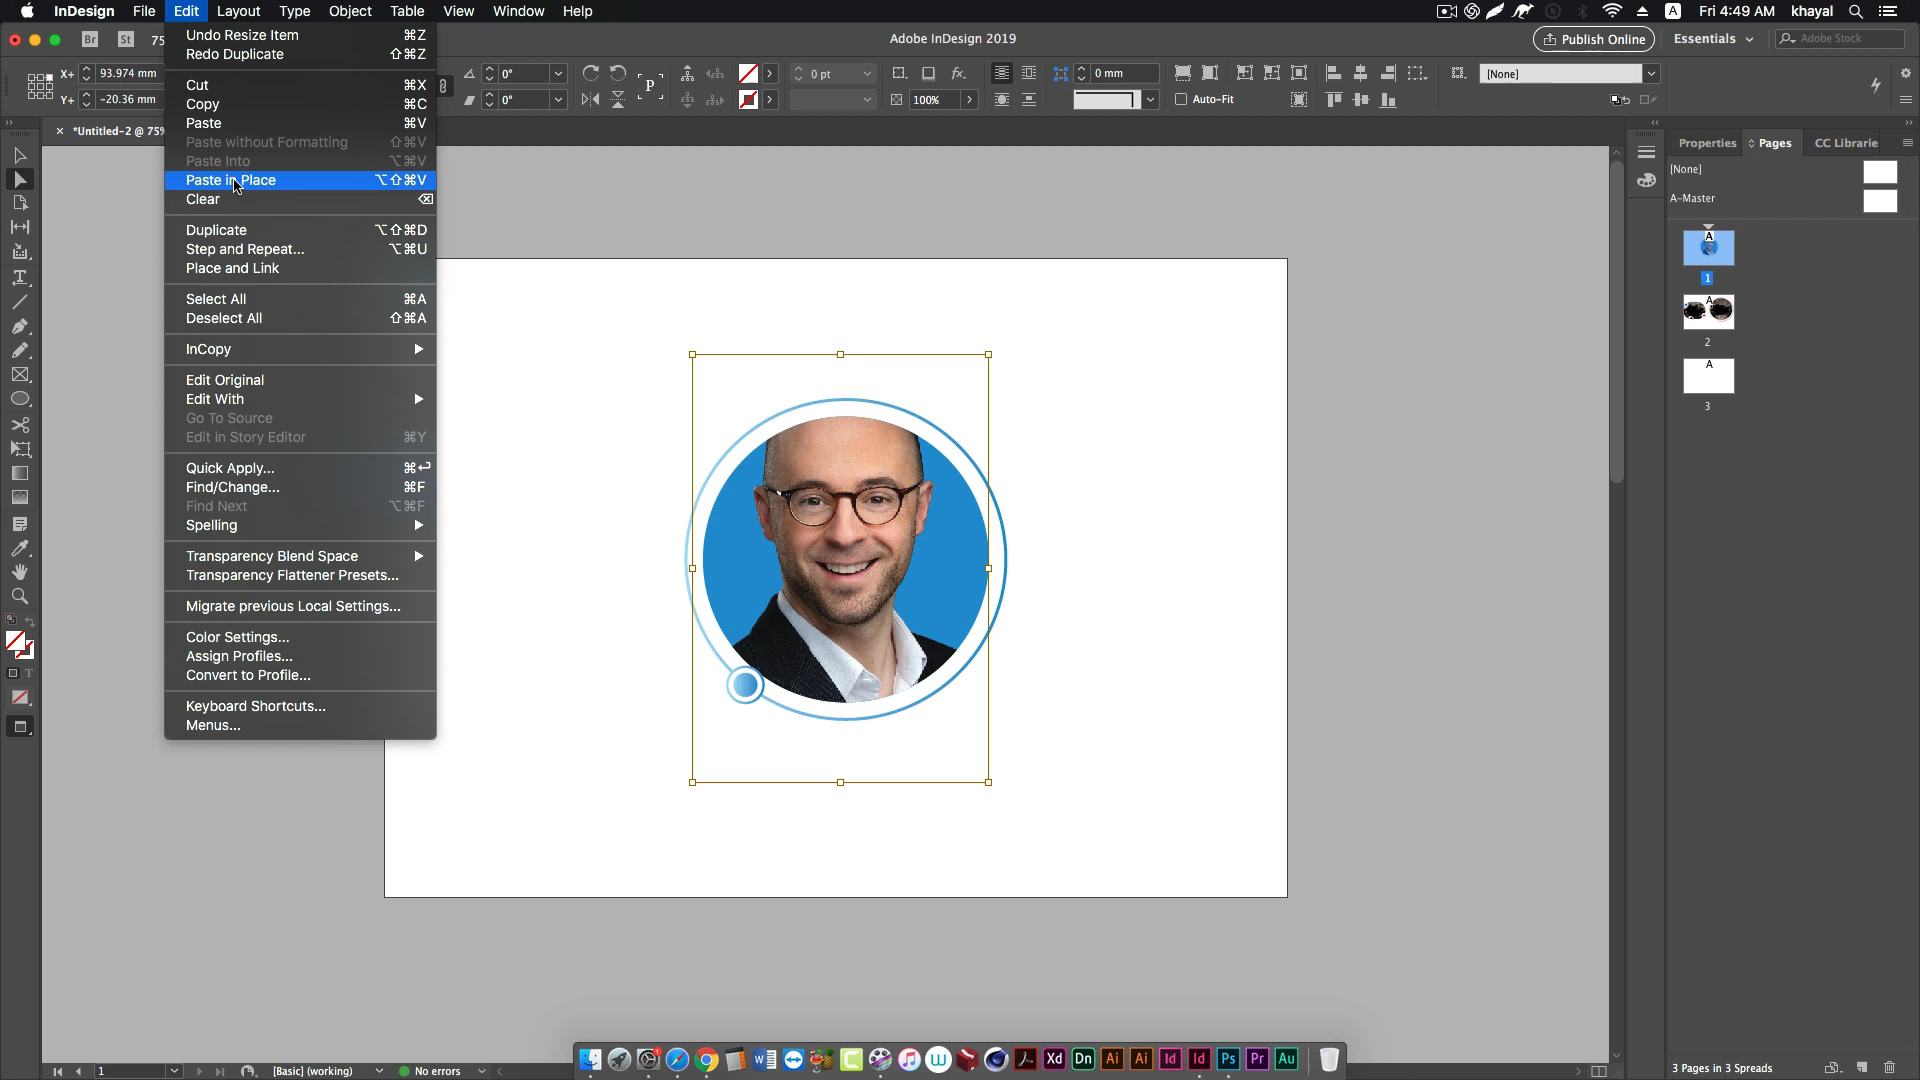 InDesign File Edit Layout Type Object Table View Window Help
A Fri 4:49 AM khayal
Br St 75
Adobe InDesign 2019
Publish Online Essentials Adobe Stock
Undo Resize Item ⌘Z
Redo Duplicate ⇧⌘Z
X+ 93.974 mm
Y+ -20.36 mm
0°
0°
P
0 pt
fx.
100%
0 mm
Auto-Fit
[None]
Cut ⌘X
Copy ⌘C
Paste ⌘V
Paste without Formatting ⇧⌘V
Paste Into ⌥⌘V
Paste in Place ⌥⇧⌘V
Clear ⌫
Duplicate ⌥⇧⌘D
Step and Repeat... ⌥⌘U
Place and Link
Select All ⌘A
Deselect All ⇧⌘A
InCopy
Edit Original
Edit With
Go To Source
Edit in Story Editor ⌘Y
Quick Apply... ⌘↩
Find/Change... ⌘F
Find Next ⌥⌘F
Spelling
Transparency Blend Space
Transparency Flattener Presets...
Migrate previous Local Settings...
Color Settings...
Assign Profiles...
Convert to Profile...
Keyboard Shortcuts...
Menus...
× *Untitled-2 @ 75%
T
T
Properties Pages CC Librarie
[None]
A-Master
A
1
A
2
A
3
W Xd Dn Ai Ai Id Id Ps Pr Au
1 [Basic] (working) No errors
3 Pages in 3 Spreads